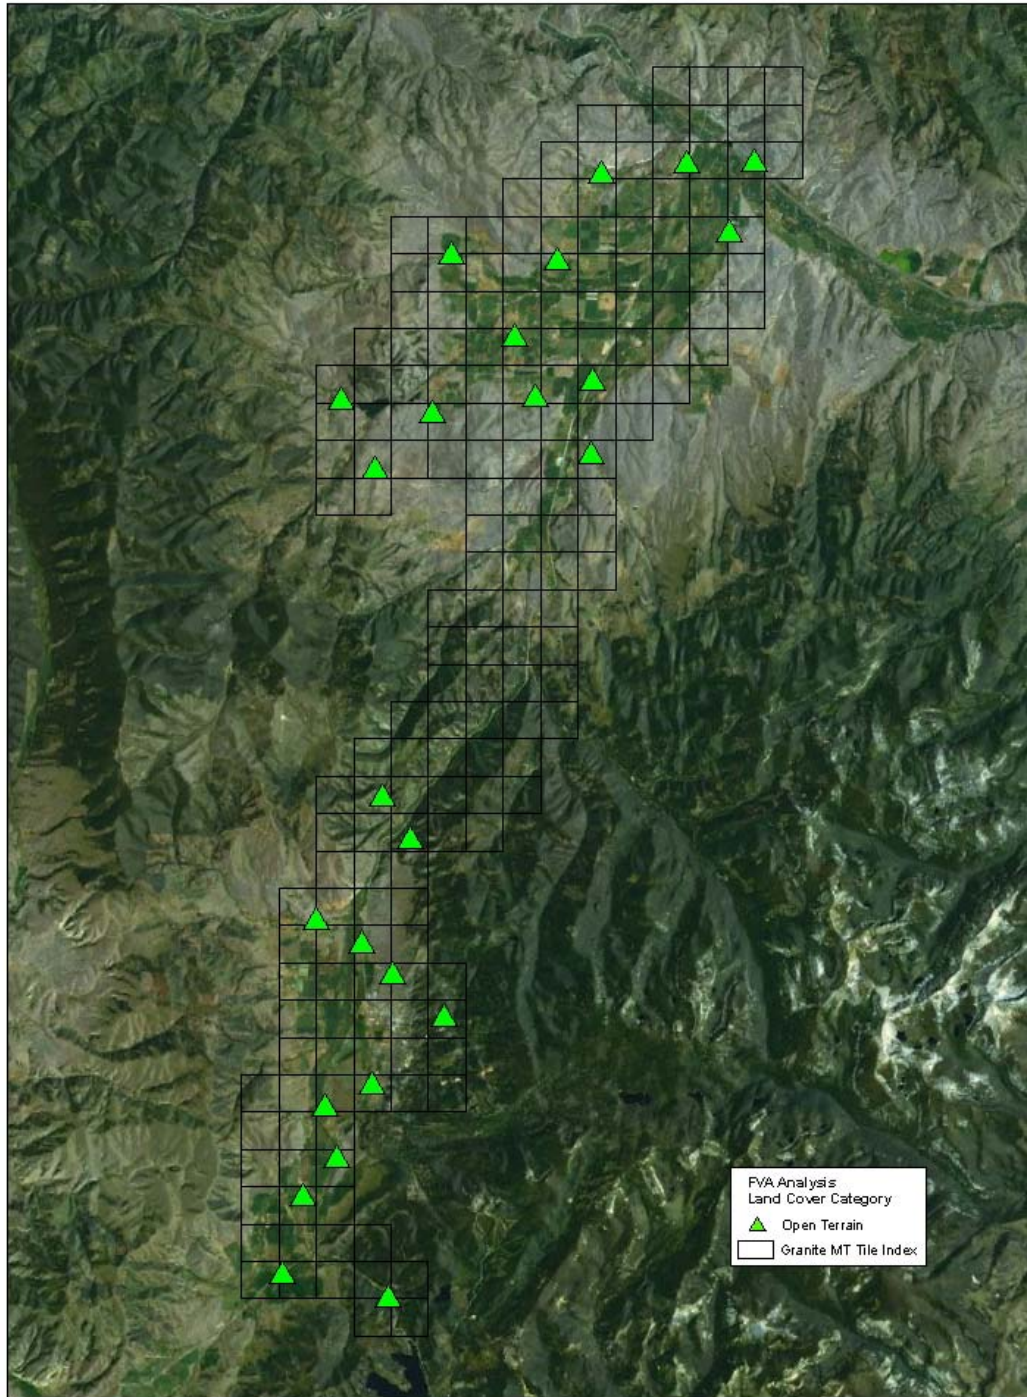 FVA Analysis
Land Cover Category
Open Terrain
Granite MT Tile Index